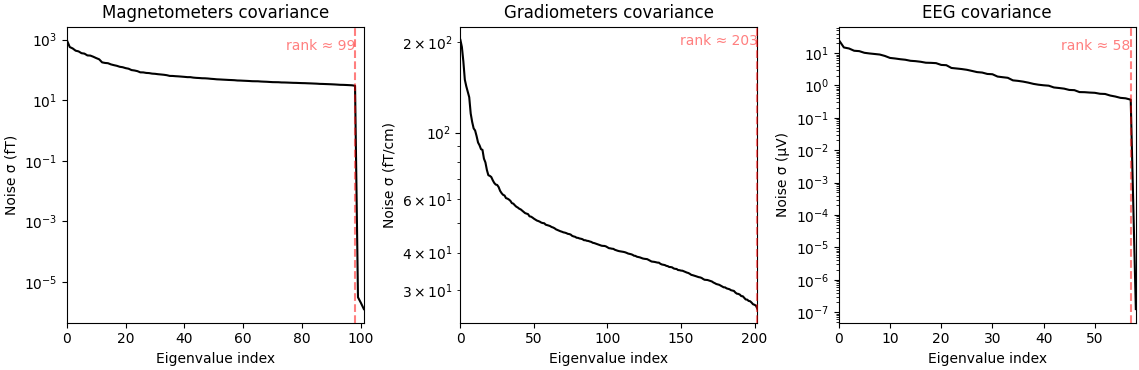 Magnetometers covariance
Gradiometers covariance
EEG covariance
rank ≈ 99
rank ≈ 203
rank ≈ 58
Noise σ (fT)
10³
10¹
10⁻¹
10⁻³
10⁻⁵
0 20 40 60 80 100
Eigenvalue index
Noise σ (fT/cm)
2 × 10²
10²
6 × 10¹
4 × 10¹
3 × 10¹
0 50 100 150 200
Eigenvalue index
Noise σ (µV)
10¹
10⁰
10⁻¹
10⁻²
10⁻³
10⁻⁴
10⁻⁵
10⁻⁶
10⁻⁷
0 10 20 30 40 50
Eigenvalue index